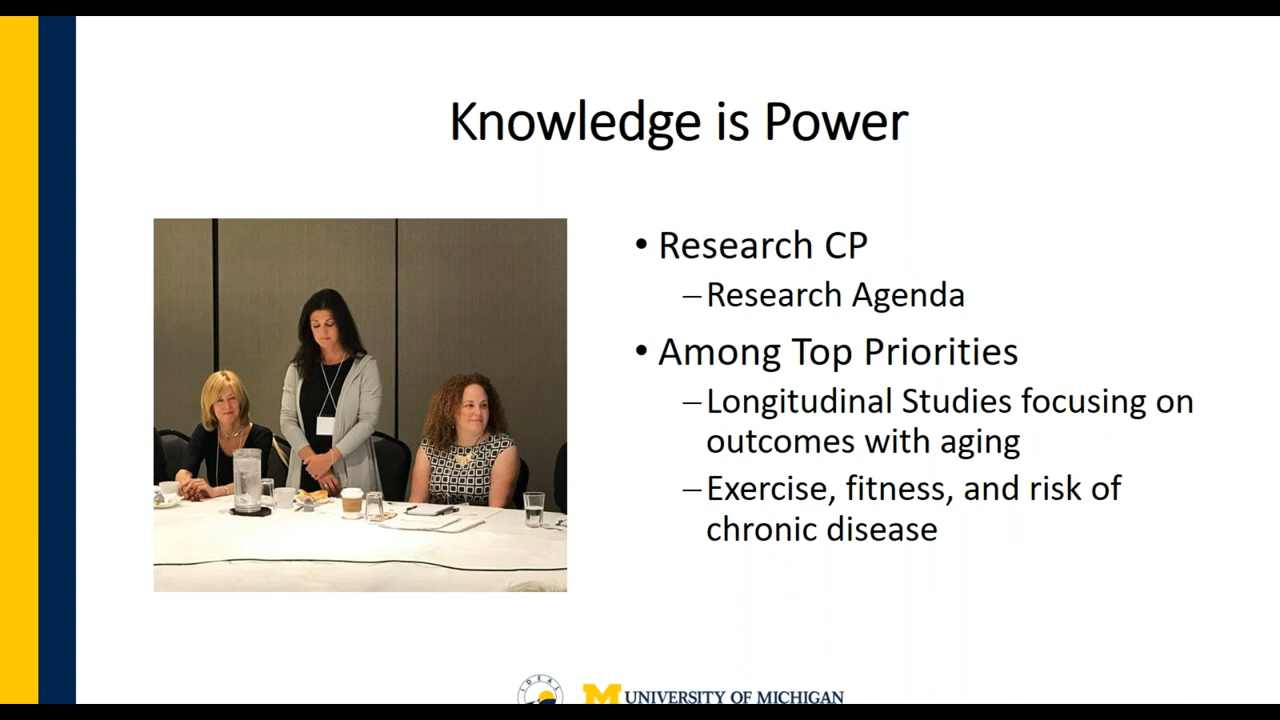 Knowledge is Power
• Research CP
–Research Agenda
• Among Top Priorities
–Longitudinal Studies focusing on
outcomes with aging
–Exercise, fitness, and risk of
chronic disease
IDEAL
M UNIVERSITY OF MICHIGAN